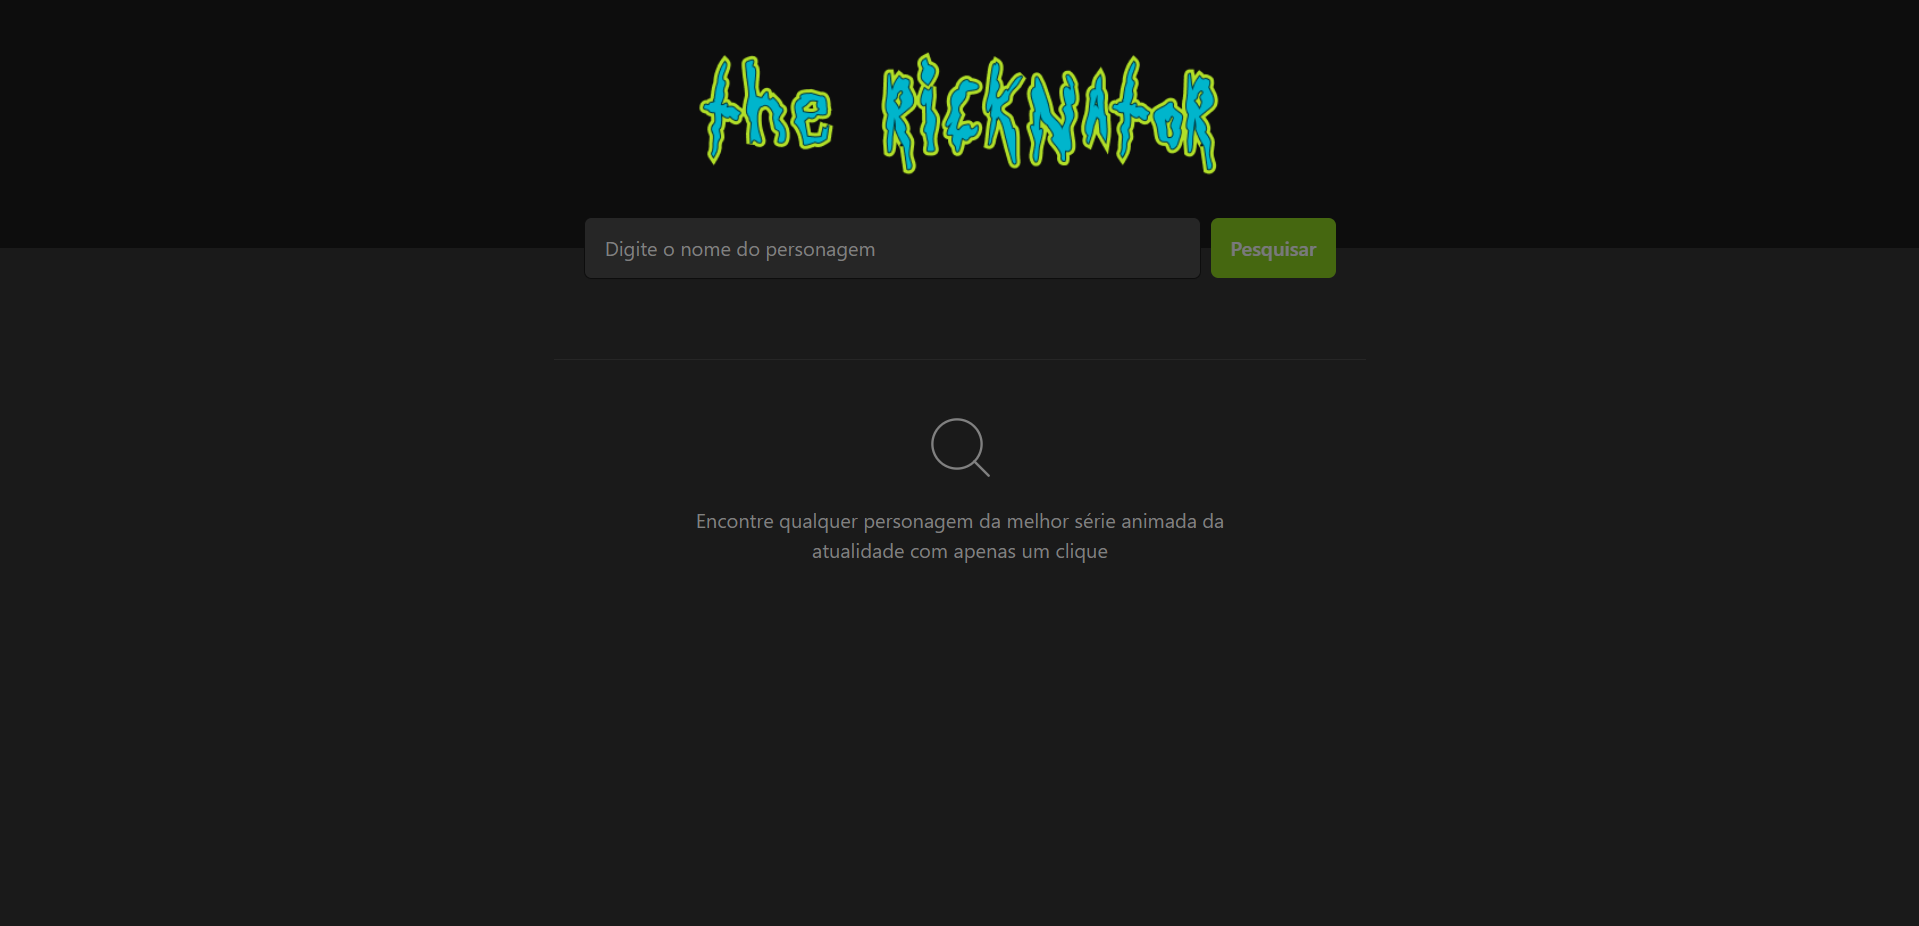 the RiCKNAtoR
Digite o nome do personagem
Pesquisar
Encontre qualquer personagem da melhor série animada da
atualidade com apenas um clique